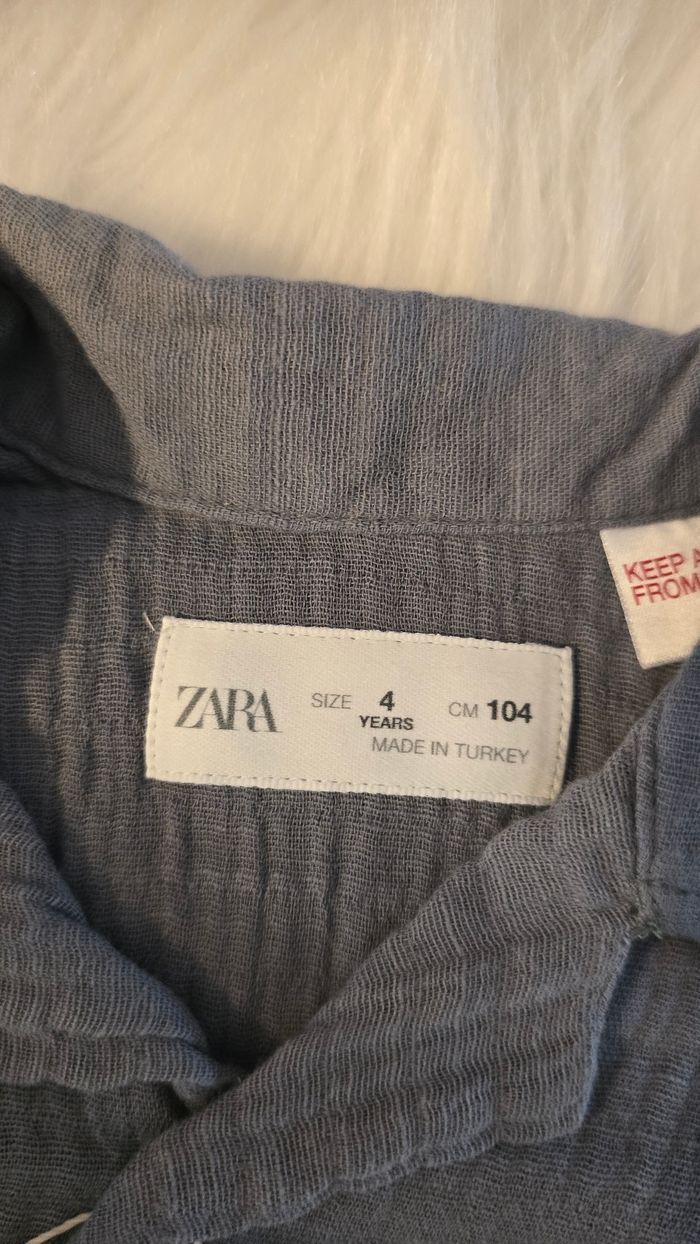 KEEP
FROM
ZARA SIZE 4 CM 104
YEARS
MADE IN TURKEY